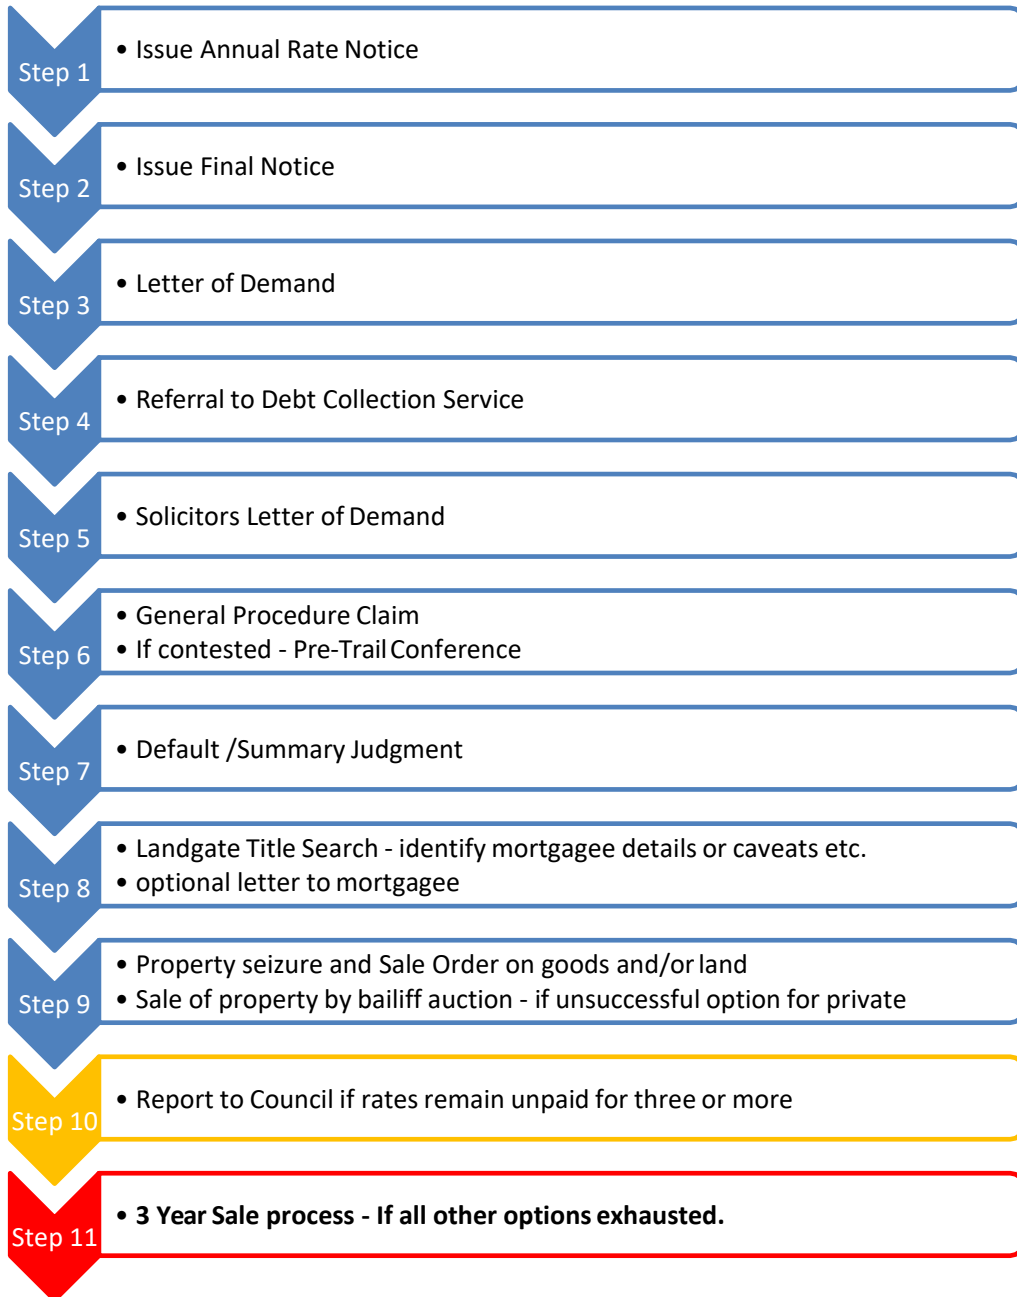 Step 1
• Issue Annual Rate Notice
Step 2
• Issue Final Notice
Step 3
• Letter of Demand
Step 4
• Referral to Debt Collection Service
Step 5
• Solicitors Letter of Demand
Step 6
• General Procedure Claim
• If contested - Pre-Trail Conference
Step 7
• Default /Summary Judgment
Step 8
• Landgate Title Search - identify mortgagee details or caveats etc.
• optional letter to mortgagee
Step 9
• Property seizure and Sale Order on goods and/or land
• Sale of property by bailiff auction - if unsuccessful option for private
Step 10
• Report to Council if rates remain unpaid for three or more
Step 11
• 3 Year Sale process - If all other options exhausted.